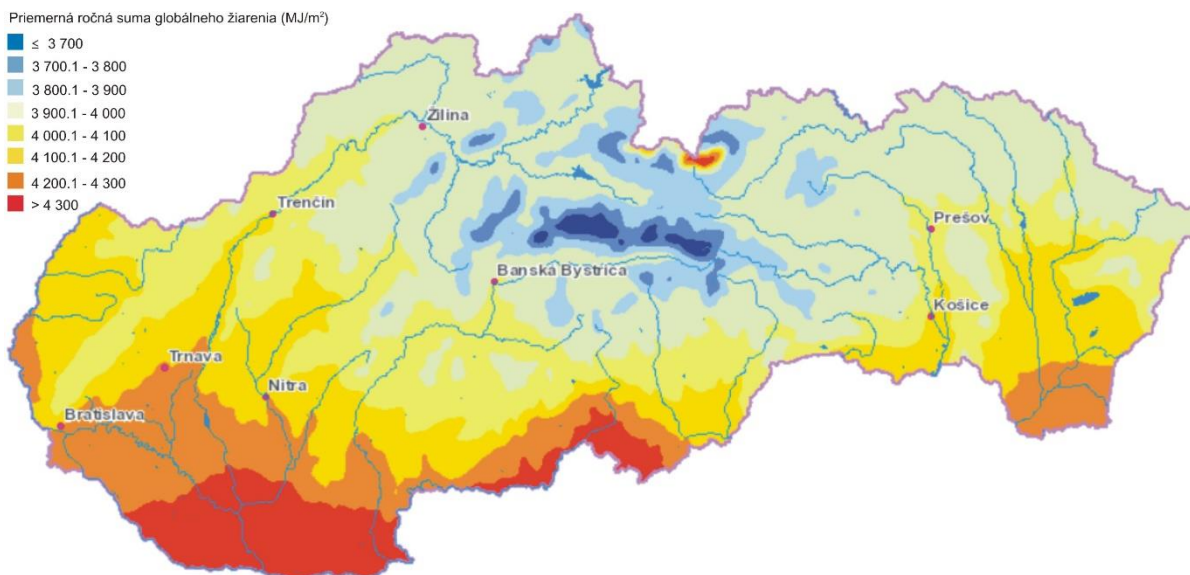 Priemerná ročná suma globálneho žiarenia (MJ/m²)
≤ 3 700
3 700.1 - 3 800
3 800.1 - 3 900
3 900.1 - 4 000
4 000.1 - 4 100
4 100.1 - 4 200
4 200.1 - 4 300
> 4 300
Žilina
Trenčín
Prešov
Banská Bystrica
Košice
Trnava
Nitra
Bratislava